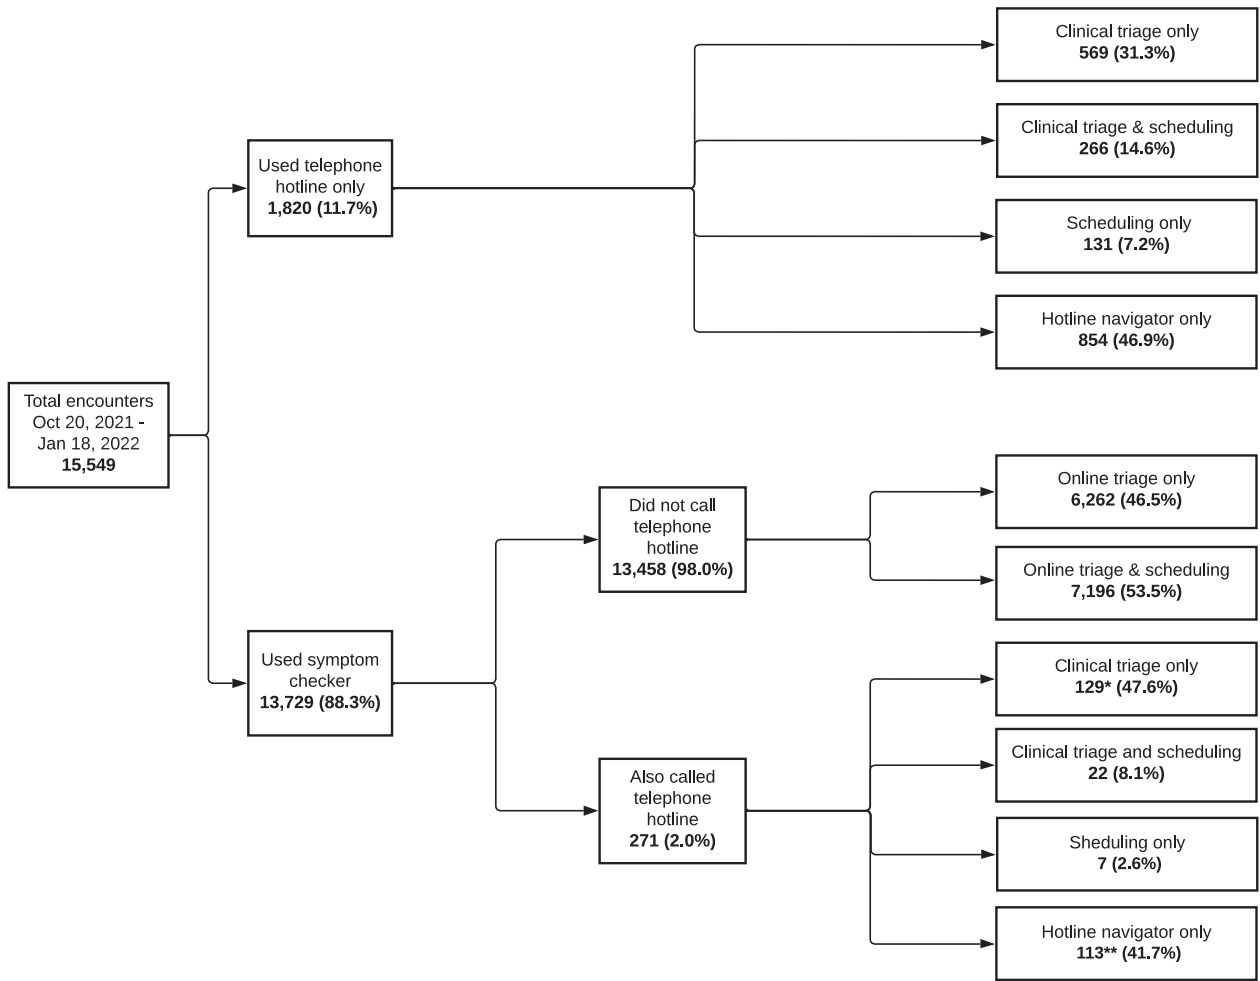 Total encounters
Oct 20, 2021 -
Jan 18, 2022
15,549
Used telephone
hotline only
1,820 (11.7%)
Clinical triage only
569 (31.3%)
Clinical triage & scheduling
266 (14.6%)
Scheduling only
131 (7.2%)
Hotline navigator only
854 (46.9%)
Used symptom
checker
13,729 (88.3%)
Did not call
telephone
hotline
13,458 (98.0%)
Online triage only
6,262 (46.5%)
Online triage & scheduling
7,196 (53.5%)
Also called
telephone
hotline
271 (2.0%)
Clinical triage only
129* (47.6%)
Clinical triage and scheduling
22 (8.1%)
Sheduling only
7 (2.6%)
Hotline navigator only
113** (41.7%)